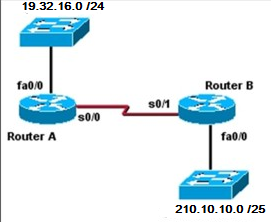 19.32.16.0 /24
fa0/0
Router B
s0/1
s0/0
Router A
fa0/0
210.10.10.0 /25